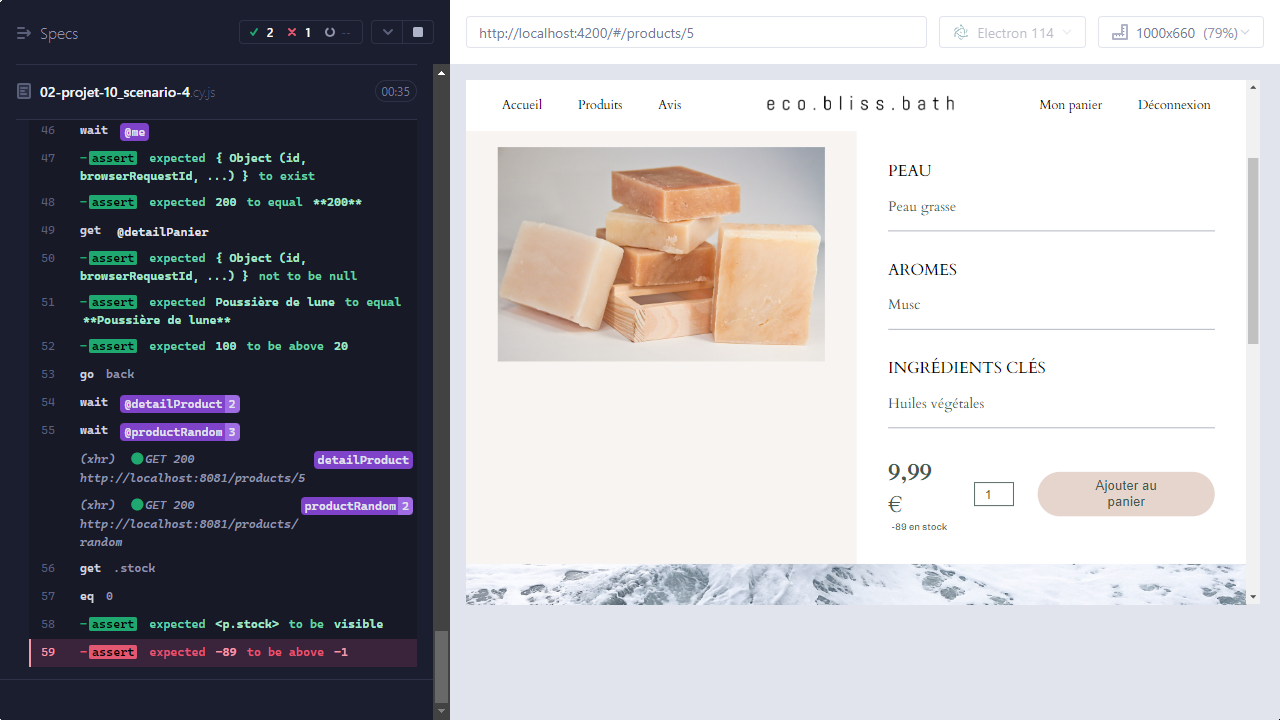 Specs
2 1 --
http://localhost:4200/#/products/5
Electron 114
1000x660 (79%)
02-projet-10_scenario-4.cy.js 00:35
46 wait @me
47 -assert expected { Object (id,
browserRequestId, ...) } to exist
48 -assert expected 200 to equal **200**
49 get @detailPanier
50 -assert expected { Object (id,
browserRequestId, ...) } not to be null
51 -assert expected Poussière de lune to equal
**Poussière de lune**
52 -assert expected 100 to be above 20
53 go back
54 wait @detailProduct 2
55 wait @productRandom 3
(xhr) GET 200 detailProduct
http://localhost:8081/products/5
(xhr) GET 200 productRandom 2
http://localhost:8081/products/
random
56 get .stock
57 eq 0
58 -assert expected <p.stock> to be visible
59 -assert expected -89 to be above -1
Accueil Produits Avis eco.bliss.bath Mon panier Déconnexion
PEAU
Peau grasse
AROMES
Musc
INGRÉDIENTS CLÉS
Huiles végétales
9,99
€
-89 en stock
1
Ajouter au
panier